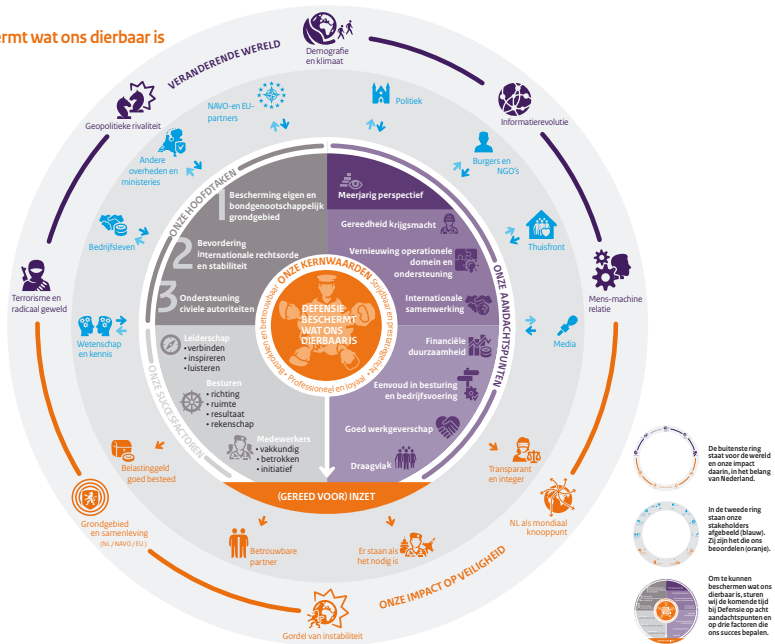 ermt wat ons dierbaar is
VERANDERENDE WERELD
Demografie
en klimaat
Informatierevolutie
Mens-machine
relatie
NL als mondiaal
knooppunt
ONZE IMPACT OP VEILIGHEID
Gordel van instabiliteit
Grondgebied
en samenleving
(NL / NAVO / EU )
Terrorisme en
radicaal geweld
Geopolitieke rivaliteit
NAVO- en EU-
partners
Politiek
Burgers en
NGO's
Thuisfront
Media
Transparant
en integer
Er staan als
het nodig is
Betrouwbare
partner
Belastinggeld
goed besteed
Wetenschap
en kennis
Bedrijfsleven
Andere
overheden en
ministeries
ONZE HOOFDTAKEN
1
Bescherming eigen en
bondgenootschappelijk
grondgebied
2
Bevordering
internationale rechtsorde
en stabiliteit
3
Ondersteuning
civiele autoriteiten
ONZE AANDACHTSPUNTEN
Meerjarig perspectief
Gereedheid krijgsmacht
Vernieuwing operationele
domein en
ondersteuning
Internationale
samenwerking
Financiële
duurzaamheid
Eenvoud in besturing
en bedrijfsvoering
Goed werkgeverschap
Draagvlak
ONZE SUCCESFACTOREN
Leiderschap
• verbinden
• inspireren
• luisteren
Besturen
• richting
• ruimte
• resultaat
• rekenschap
Medewerkers
• vakkundig
• betrokken
• initiatief
ONZE KERNWAARDEN
Strijdbaar en prestatiegericht
• Professioneel en loyaal •
Betrokken en betrouwbaar
DEFENSIE
BESCHERMT
WAT ONS
DIERBAAR IS
(GEREED VOOR) INZET
De buitenste ring
staat voor de wereld
en onze impact
daarin, in het belang
van Nederland.
In de tweede ring
staan onze
stakeholders
afgebeeld (blauw).
Zij zijn het die ons
beoordelen (oranje).
Om te kunnen
beschermen wat ons
dierbaar is, sturen
wij de komende tijd
bij Defensie op acht
aandachtspunten en
op drie factoren die
ons succes bepalen.